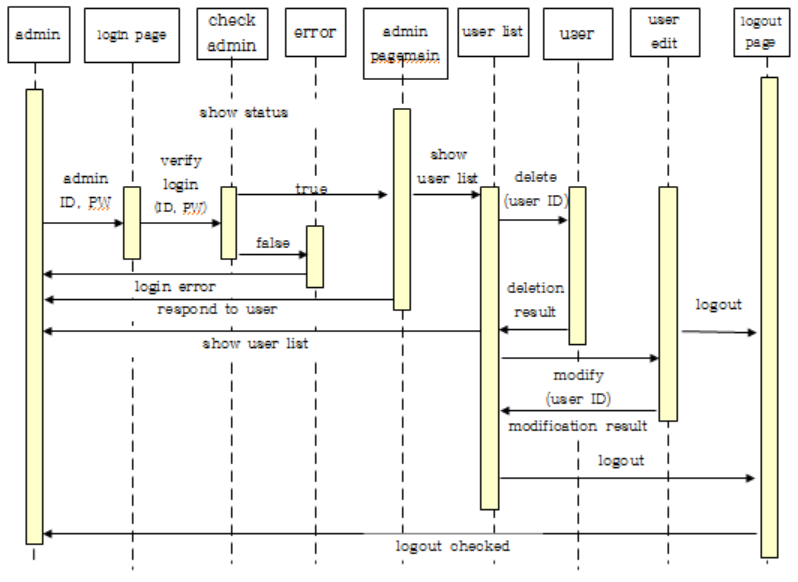 admin
login page
check
admin
error
admin
pagemain
user list
user
user
edit
logout
page
show status
admin
ID, PW
verify
login
(ID, PW)
true
false
show
user list
delete
(user ID)
login error
respond to user
show user list
deletion
result
logout
modify
(user ID)
modification result
logout
logout checked